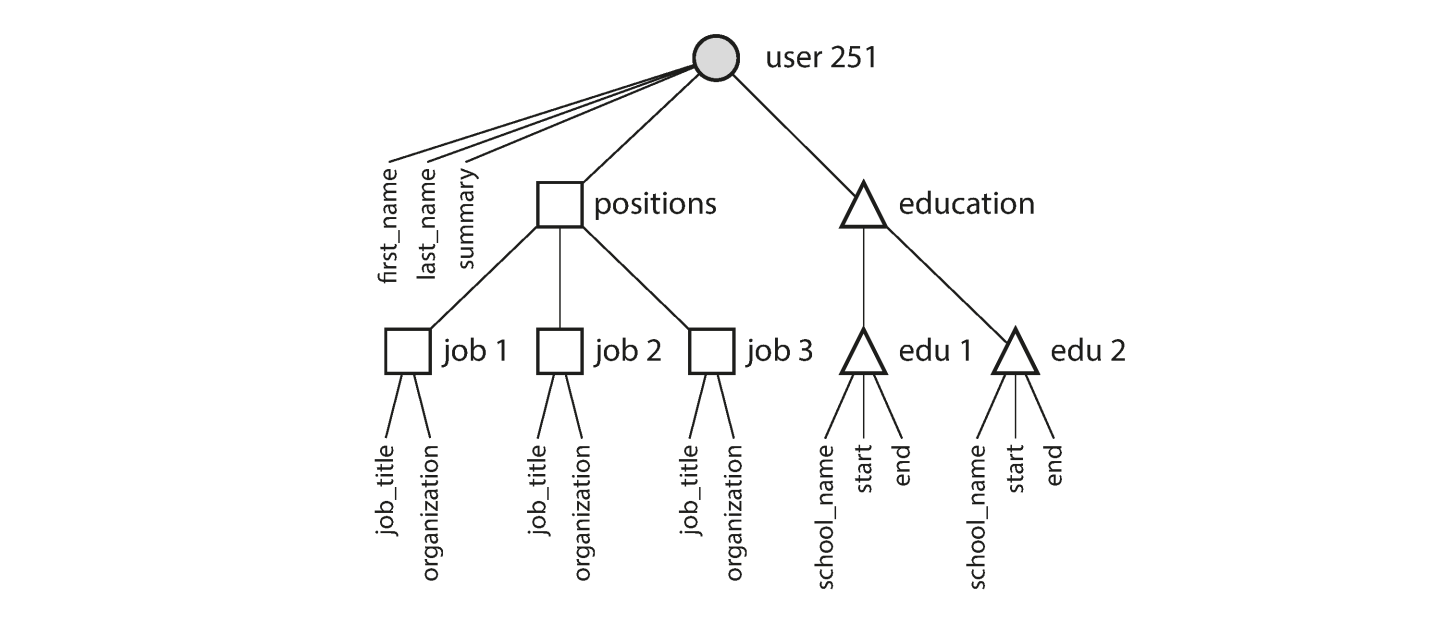 user 251
first_name
last_name
summary
positions
education
job 1
job 2
job 3
edu 1
edu 2
job_title
organization
job_title
organization
job_title
organization
school_name
start
end
school_name
start
end